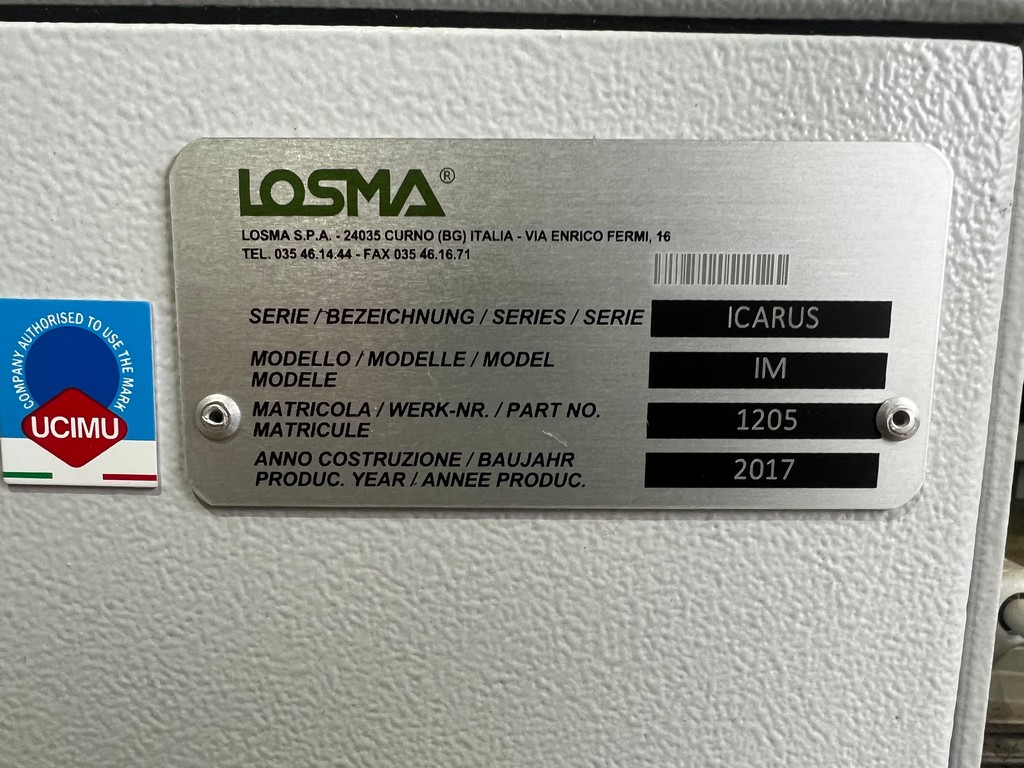 LOSMA®
LOSMA S.P.A. - 24035 CURNO (BG) ITALIA - VIA ENRICO FERMI, 16
TEL. 035 46.14.44 - FAX 035 46.16.71
SERIE / BEZEICHNUNG / SERIES / SERIE ICARUS
MODELLO / MODELLE / MODEL
MODELE IM
MATRICOLA / WERK-NR. / PART NO.
MATRICULE 1205
ANNO COSTRUZIONE / BAUJAHR
PRODUC. YEAR / ANNEE PRODUC. 2017
COMPANY AUTHORISED TO USE THE MARK
UCIMU